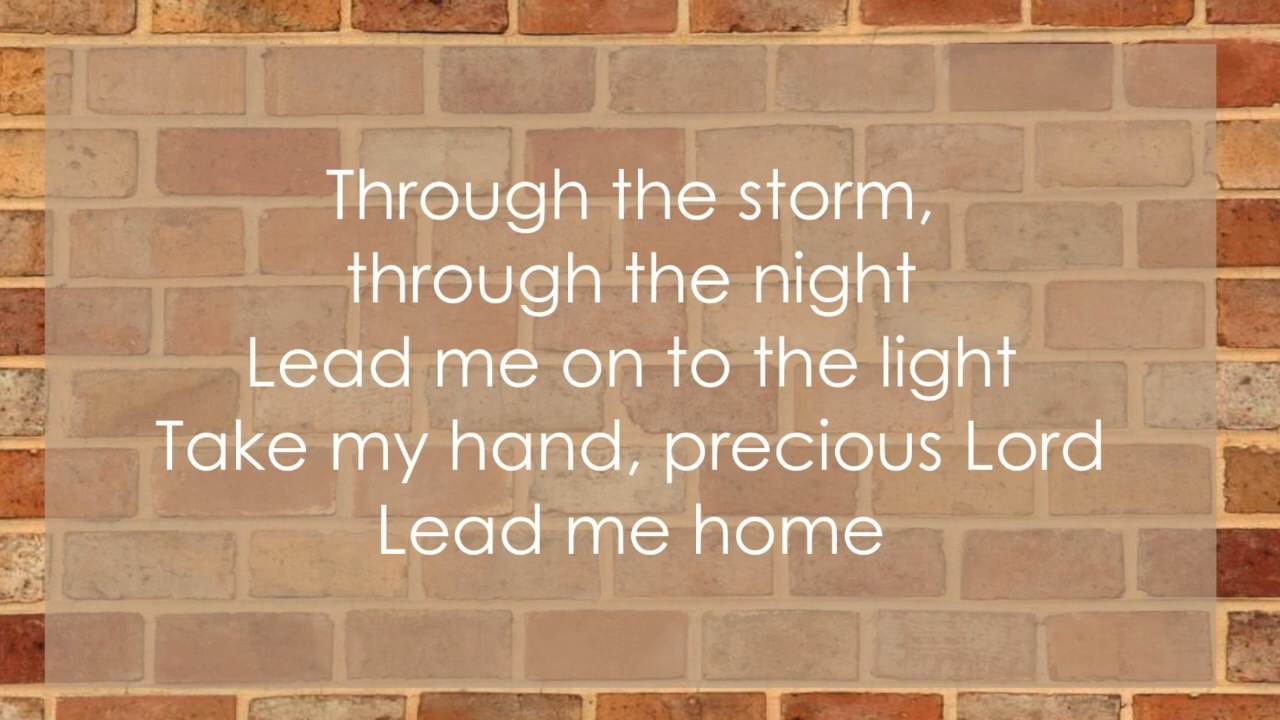 Through the storm,
through the night
Lead me on to the light
Take my hand, precious Lord
Lead me home